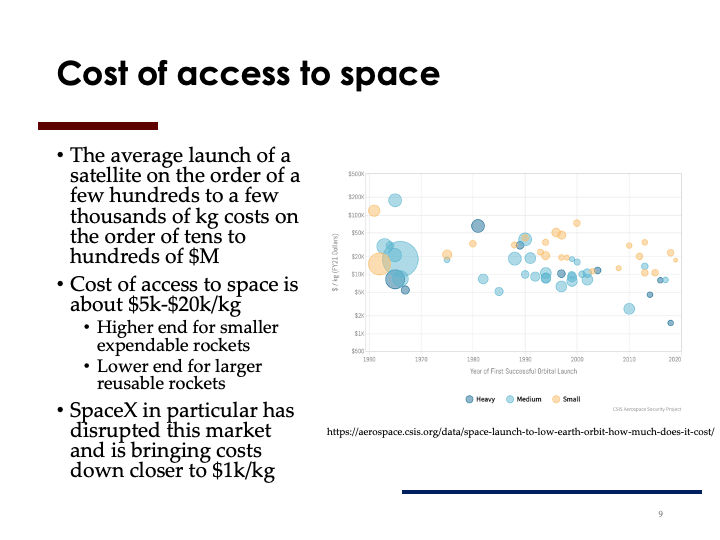 Cost of access to space
• The average launch of a
satellite on the order of a
few hundreds to a few
thousands of kg costs on
the order of tens to
hundreds of $M
• Cost of access to space is
about $5k-$20k/kg
• Higher end for smaller
expendable rockets
• Lower end for larger
reusable rockets
• SpaceX in particular has
disrupted this market
and is bringing costs
down closer to $1k/kg
$ / kg (FY21 Dollars)
$500K
$200K
$100K
$50K
$20K
$10K
$5K
$2K
$1K
$500
1960 1970 1980 1990 2000 2010 2020
Year of First Successful Orbital Launch
Heavy Medium Small
CSIS Aerospace Security Project
https://aerospace.csis.org/data/space-launch-to-low-earth-orbit-how-much-does-it-cost/
9